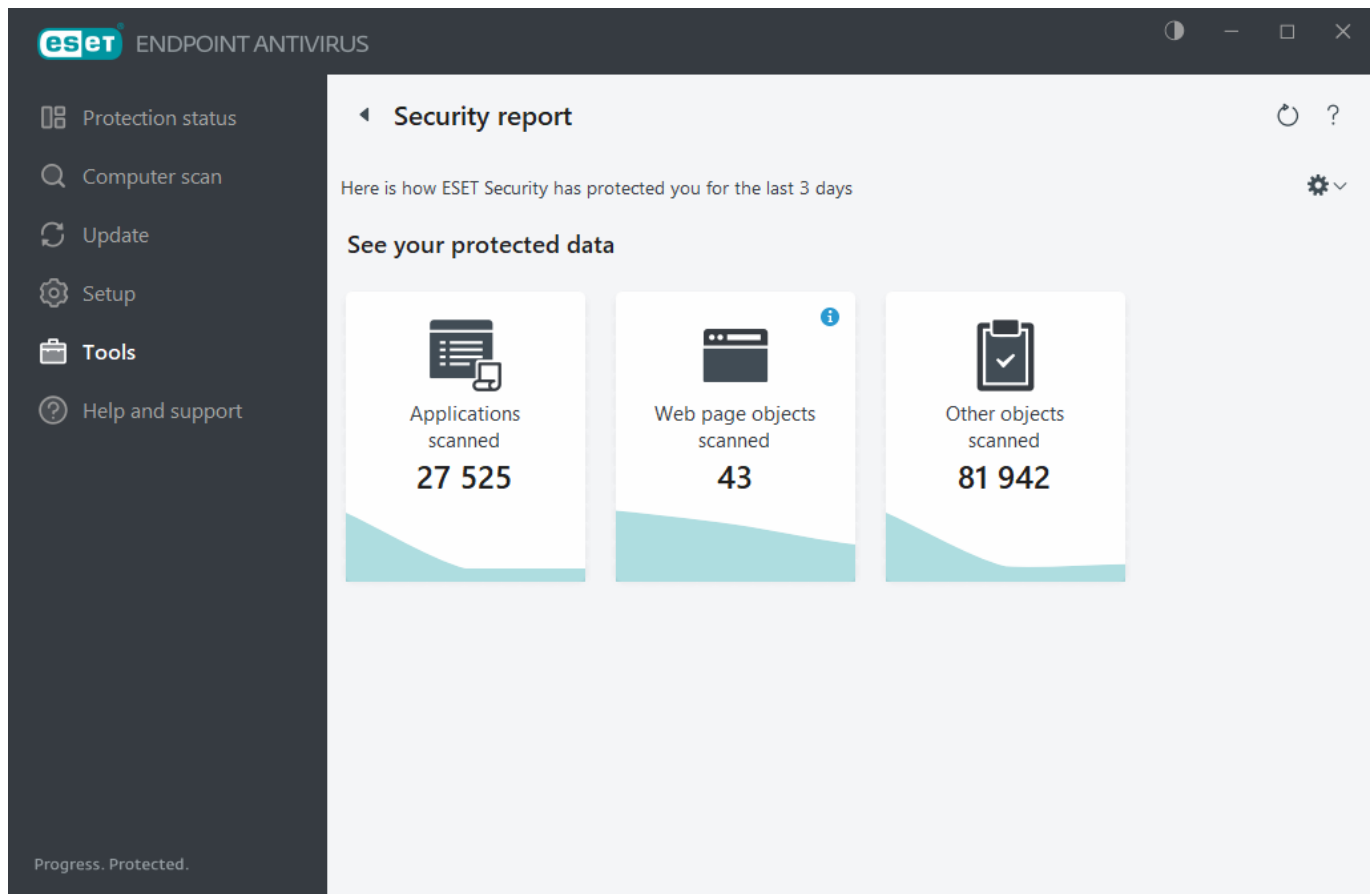 eset ENDPOINT ANTIVIRUS
Protection status
Computer scan
Update
Setup
Tools
Help and support
Progress. Protected.
Security report
?
Here is how ESET Security has protected you for the last 3 days
See your protected data
Applications
scanned
27 525
Web page objects
scanned
43
Other objects
scanned
81 942